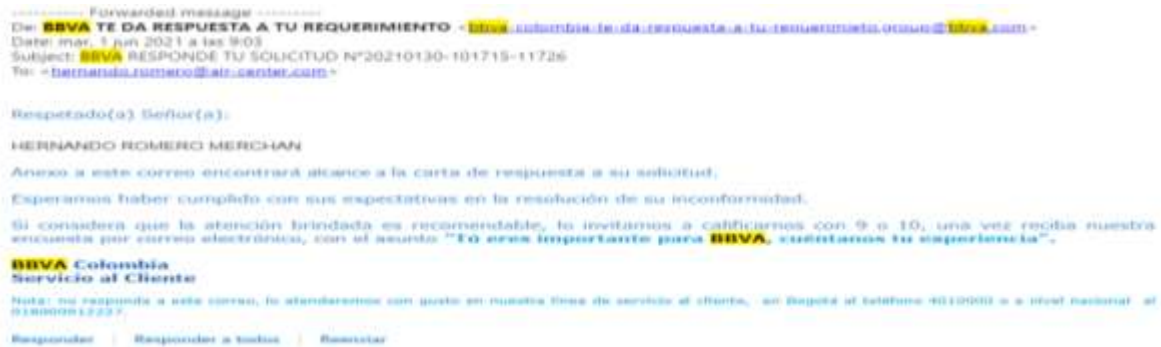 ---------- Forwarded message ----------
De: BBVA TE DA RESPUESTA A TU REQUERIMIENTO <bbva.colombia-te-da-respuesta-a-tu-requerimieto.group@bbva.com>
Date: mar, 1 jun 2021 a las 9:03
Subject: BBVA RESPONDE TU SOLICITUD N°20210130-101715-11726
To: <hernando.romero@air-center.com>
Respetado(a) Señor(a):
HERNANDO ROMERO MERCHAN
Anexo a este correo encontrará alcance a la carta de respuesta a su solicitud.
Esperamos haber cumplido con sus expectativas en la resolución de su inconformidad.
Si considera que la atención brindada es recomendable, lo invitamos a calificarnos con 9 o 10, una vez reciba nuestra
encuesta por correo electrónico, con el asunto "Tú eres importante para BBVA, cuéntanos tu experiencia".
BBVA Colombia
Servicio al Cliente
Nota: no responda a este correo, lo atenderemos con gusto en nuestra línea de servicio al cliente, en Bogotá al teléfono 4010000 o a nivel nacional al
018000912227.
Responder | Responder a todos | Reenviar